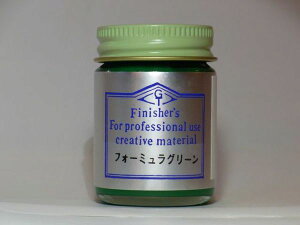 Finisher's
For professional use
creative material
フォーミュラグリーン